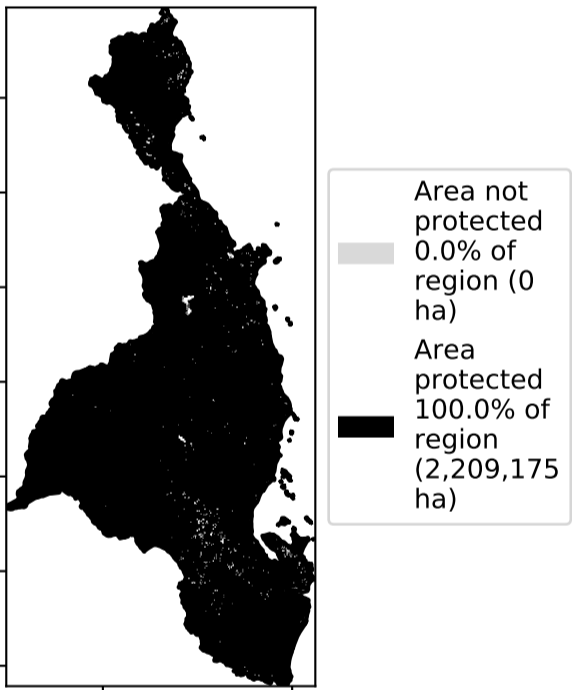 Area not
protected
0.0% of
region (0
ha)
Area
protected
100.0% of
region
(2,209,175
ha)